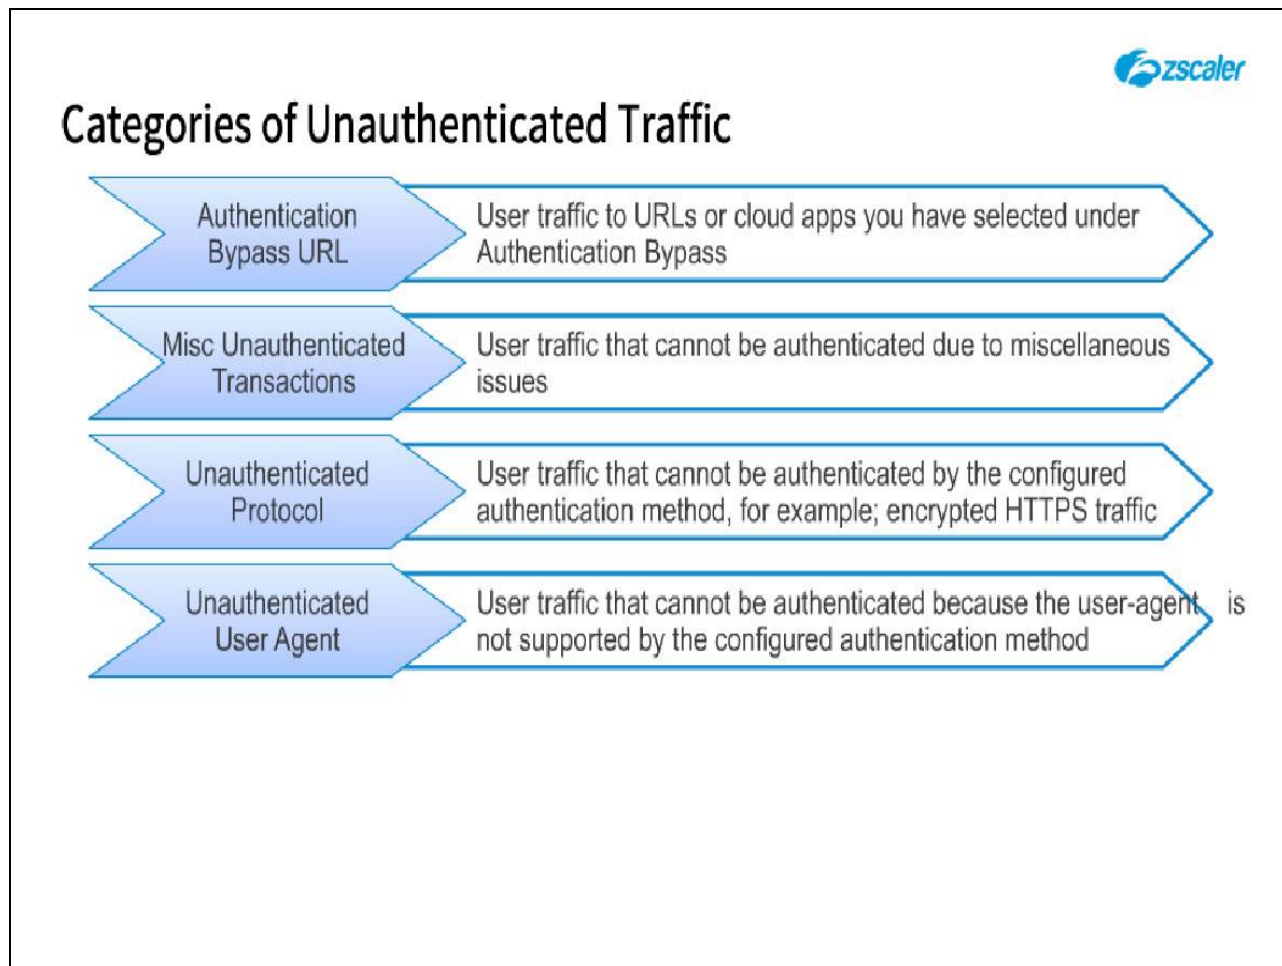 zscaler
Categories of Unauthenticated Traffic
Authentication
Bypass URL
User traffic to URLs or cloud apps you have selected under
Authentication Bypass
Misc Unauthenticated
Transactions
User traffic that cannot be authenticated due to miscellaneous
issues
Unauthenticated
Protocol
User traffic that cannot be authenticated by the configured
authentication method, for example; encrypted HTTPS traffic
Unauthenticated
User Agent
User traffic that cannot be authenticated because the user-agent is
not supported by the configured authentication method